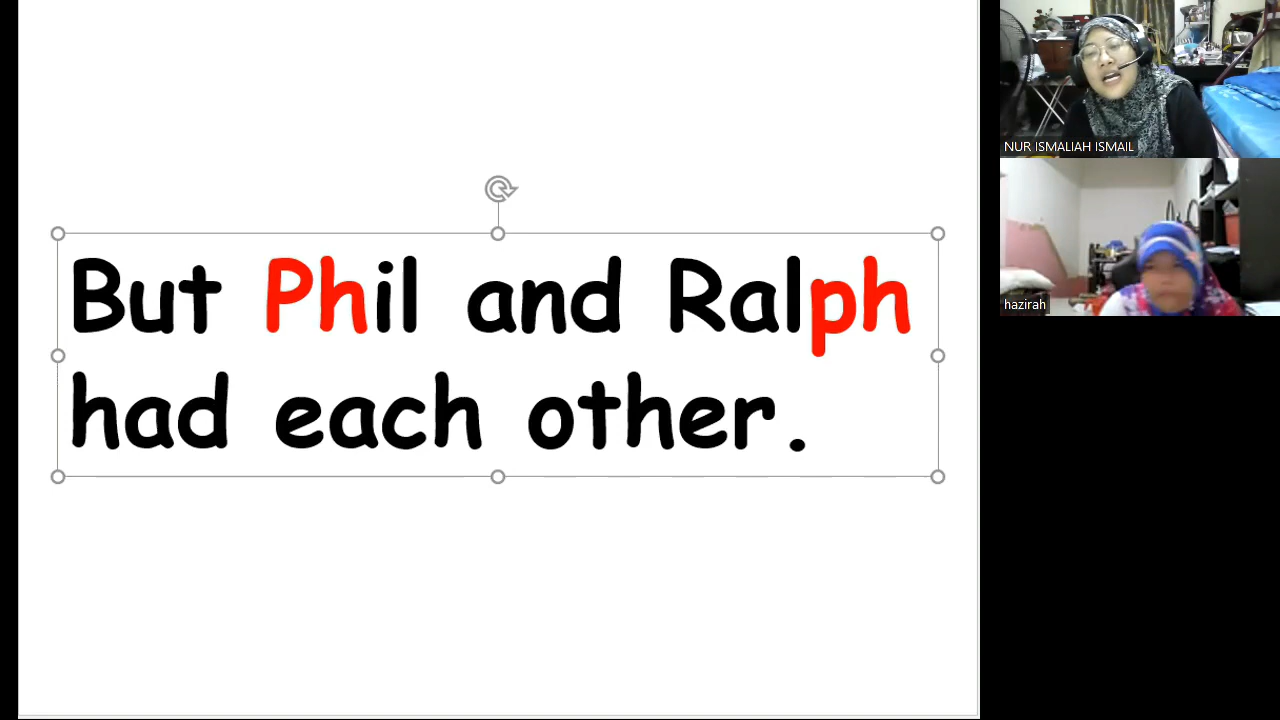 But Phil and Ralph
had each other.
NUR ISMALIAH ISMAIL
hazirah